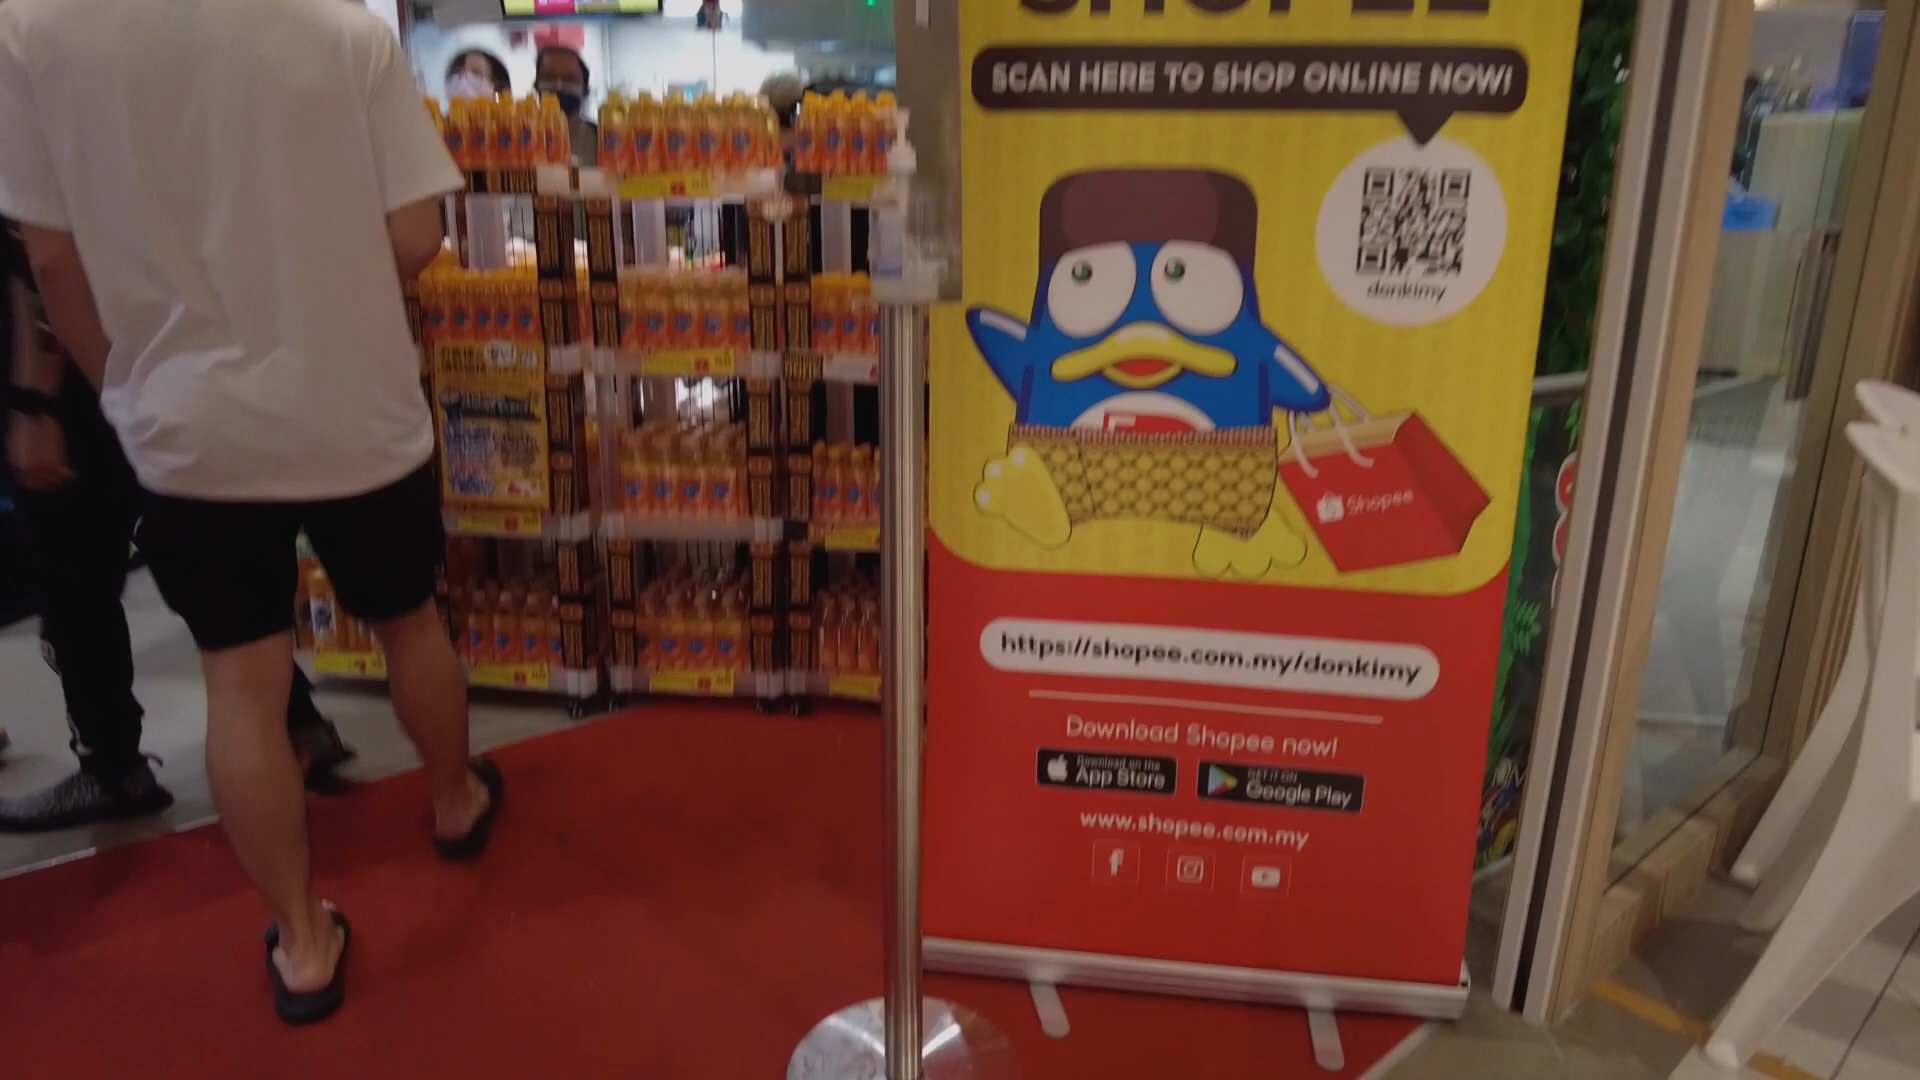 SHOPEE
SCAN HERE TO SHOP ONLINE NOW!
donkimy
Shopee
https://shopee.com.my/donkimy
Download Shopee now!
Download on the
App Store
GET IT ON
Google Play
www.shopee.com.my